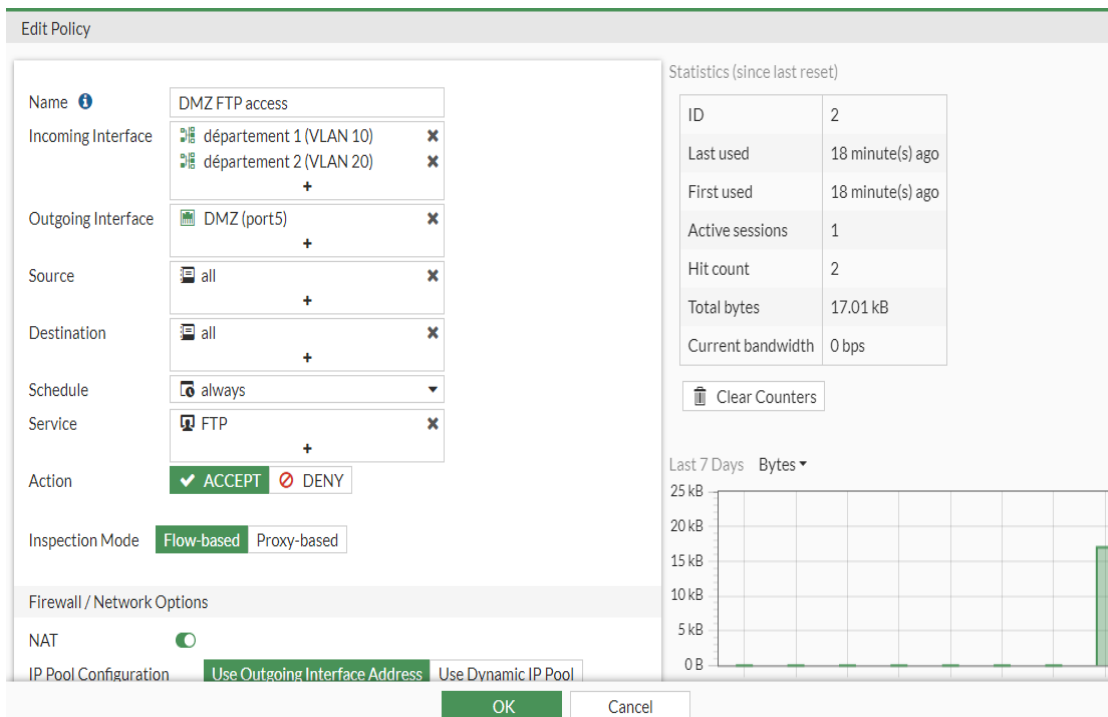 Edit Policy
Name
DMZ FTP access
Incoming Interface
département 1 (VLAN 10)
département 2 (VLAN 20)
+
Outgoing Interface
DMZ (port5)
+
Source
all
+
Destination
all
+
Schedule
always
Service
FTP
+
Action
ACCEPT
DENY
Inspection Mode
Flow-based
Proxy-based
Firewall / Network Options
NAT
IP Pool Configuration
Use Outgoing Interface Address
Use Dynamic IP Pool
Statistics (since last reset)
ID 2
Last used 18 minute(s) ago
First used 18 minute(s) ago
Active sessions 1
Hit count 2
Total bytes 17.01 kB
Current bandwidth 0 bps
Clear Counters
Last 7 Days Bytes
25 kB
20 kB
15 kB
10 kB
5 kB
0 B
OK
Cancel